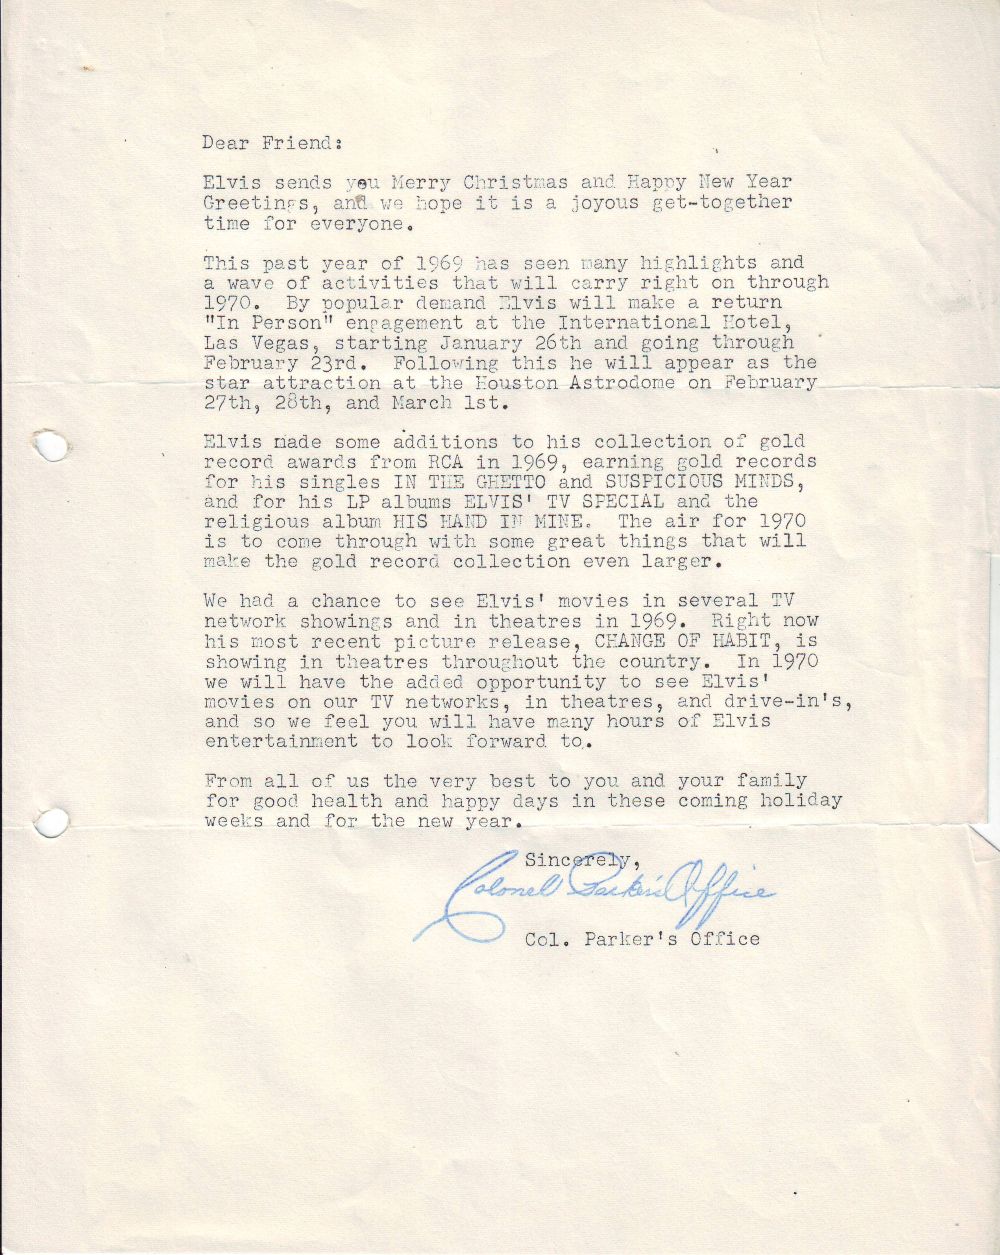 Dear Friend:
Elvis sends you Merry Christmas and Happy New Year
Greetings, and we hope it is a joyous get-together
time for everyone.
This past year of 1969 has seen many highlights and
a wave of activities that will carry right on through
1970. By popular demand Elvis will make a return
"In Person" engagement at the International Hotel,
Las Vegas, starting January 26th and going through
February 23rd. Following this he will appear as the
star attraction at the Houston Astrodome on February
27th, 28th, and March 1st.
Elvis made some additions to his collection of gold
record awards from RCA in 1969, earning gold records
for his singles IN THE GHETTO and SUSPICIOUS MINDS,
and for his LP albums ELVIS' TV SPECIAL and the
religious album HIS HAND IN MINE. The air for 1970
is to come through with some great things that will
make the gold record collection even larger.
We had a chance to see Elvis' movies in several TV
network showings and in theatres in 1969. Right now
his most recent picture release, CHANGE OF HABIT, is
showing in theatres throughout the country. In 1970
we will have the added opportunity to see Elvis'
movies on our TV networks, in theatres, and drive-in's,
and so we feel you will have many hours of Elvis
entertainment to look forward to.
From all of us the very best to you and your family
for good health and happy days in these coming holiday
weeks and for the new year.
Sincerely,
Colonel Parker's Office
Col. Parker's Office